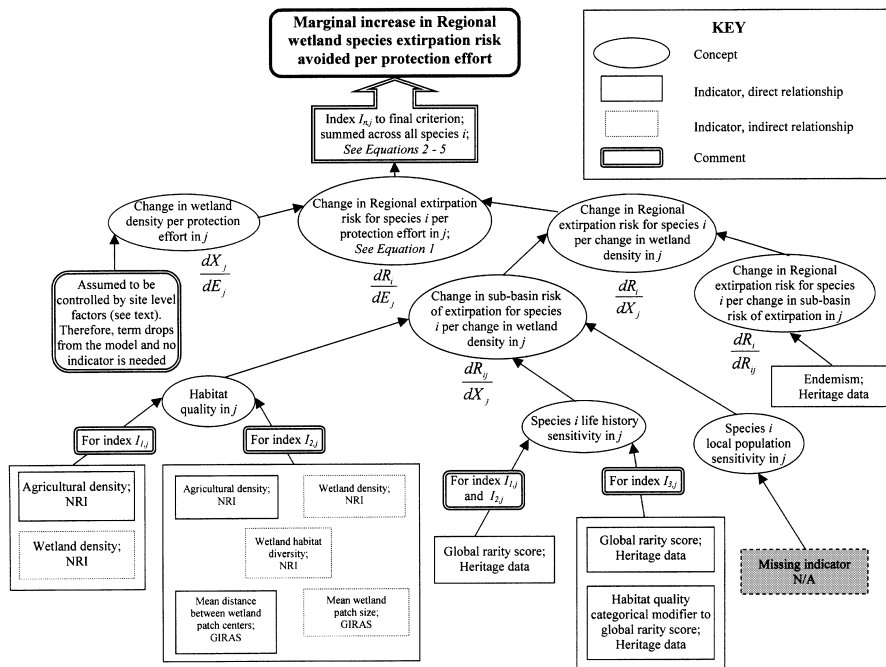 Marginal increase in Regional
wetland species extirpation risk
avoided per protection effort
KEY
Concept
Indicator, direct relationship
Indicator, indirect relationship
Comment
Index I_{n,j} to final criterion;
summed across all species i;
See Equations 2 - 5
Change in wetland
density per protection
effort in j
dX_j
dE_j
Change in Regional extirpation
risk for species i per
protection effort in j;
See Equation 1
dR_i
dE_j
Change in Regional
extirpation risk for species i
per change in wetland
density in j
dR_i
dX_j
Assumed to be
controlled by site level
factors (see text).
Therefore, term drops
from the model and no
indicator is needed
Change in sub-basin risk
of extirpation for species
i per change in wetland
density in j
dR_{ij}
dX_j
Change in Regional
extirpation risk for species
i per change in sub-basin
risk of extirpation in j
dR_i
dR_{ij}
Endemism;
Heritage data
Habitat
quality in j
Species i life history
sensitivity in j
Species i
local population
sensitivity in j
For index I_{1,j}
For index I_{2,j}
For index I_{1,j}
and I_{2,j}
For index I_{3,j}
Agricultural density;
NRI
Wetland density;
NRI
Agricultural density;
NRI
Wetland density;
NRI
Wetland habitat
diversity;
NRI
Mean distance
between wetland
patch centers;
GIRAS
Mean wetland
patch size;
GIRAS
Global rarity score;
Heritage data
Global rarity score;
Heritage data
Habitat quality
categorical modifier to
global rarity score;
Heritage data
Missing indicator
N/A